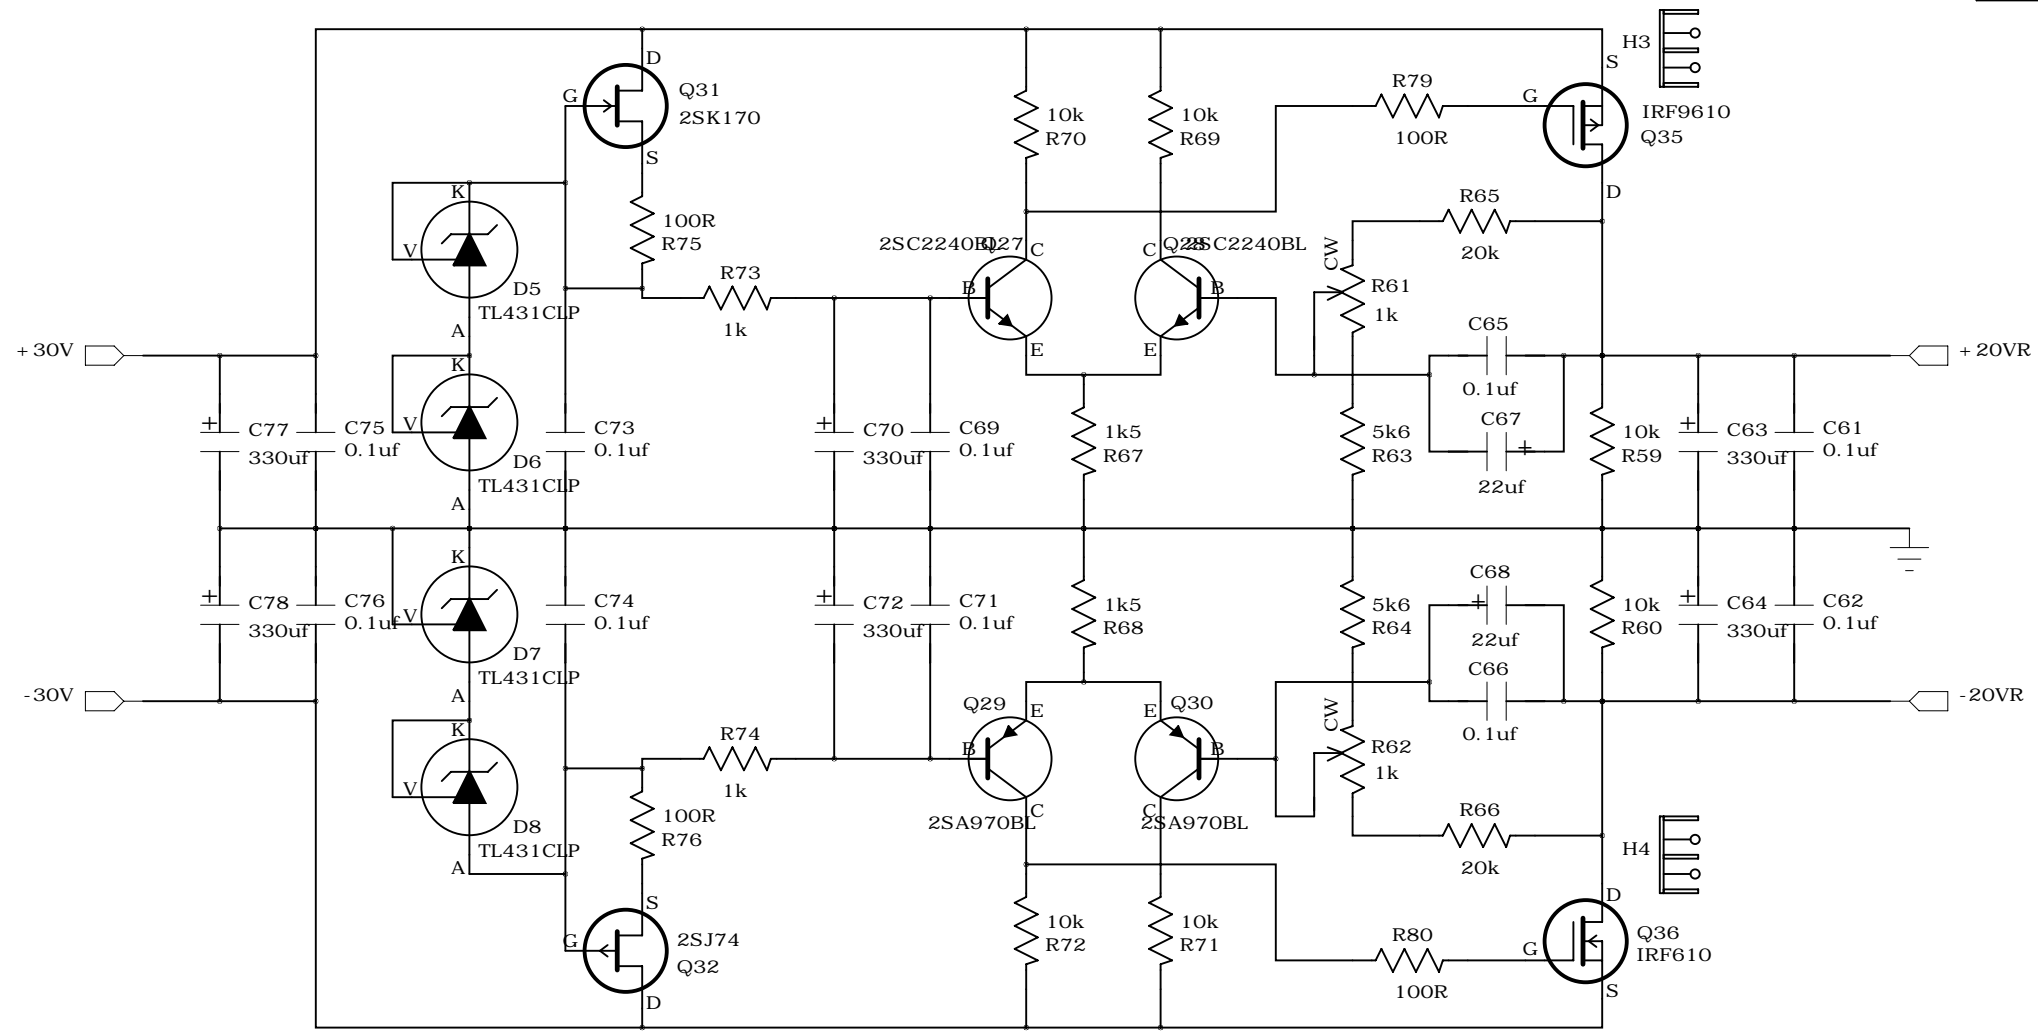 H3
D
S
Q31
2SK170
G
S
R79
100R
G
IRF9610
Q35
D
10k
R70
10k
R69
K
V
D5
TL431CLP
A
100R
R75
R73
1k
2SC2240BL
Q27
C
B
E
C
Q28
2SC2240BL
B
E
CW
R61
1k
R65
20k
+30V
K
V
D6
TL431CLP
A
C65
0.1uf
C67
+
22uf
+20VR
+
C77
330uf
C75
0.1uf
C73
0.1uf
+
C70
330uf
C69
0.1uf
1k5
R67
5k6
R63
10k
R59
+
C63
330uf
C61
0.1uf
K
V
D7
TL431CLP
A
+
C78
330uf
C76
0.1uf
C74
0.1uf
+
C72
330uf
C71
0.1uf
1k5
R68
5k6
R64
C68
+
22uf
C66
0.1uf
10k
R60
+
C64
330uf
C62
0.1uf
-30V
-20VR
K
V
D8
TL431CLP
A
R74
1k
100R
R76
Q29
E
B
C
2SA970BL
Q30
E
B
C
2SA970BL
CW
R62
1k
R66
20k
H4
S
G
2SJ74
Q32
D
10k
R72
10k
R71
R80
100R
D
G
Q36
IRF610
S